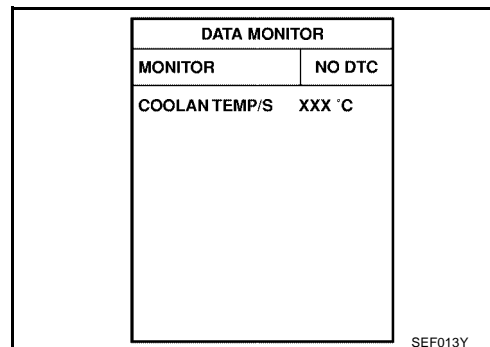 DATA MONITOR
MONITOR NO DTC
COOLAN TEMP/S XXX °C
SEF013Y